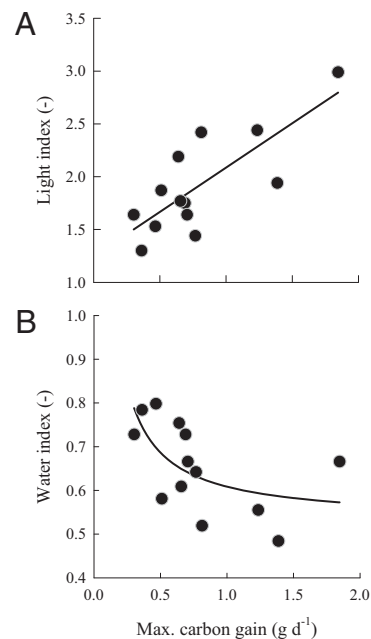 A
3.5
3.0
2.5
2.0
1.5
1.0
Light index (-)
B
1.0
0.9
0.8
0.7
0.6
0.5
0.4
Water index (-)
0.0 0.5 1.0 1.5 2.0
Max. carbon gain (g d⁻¹)